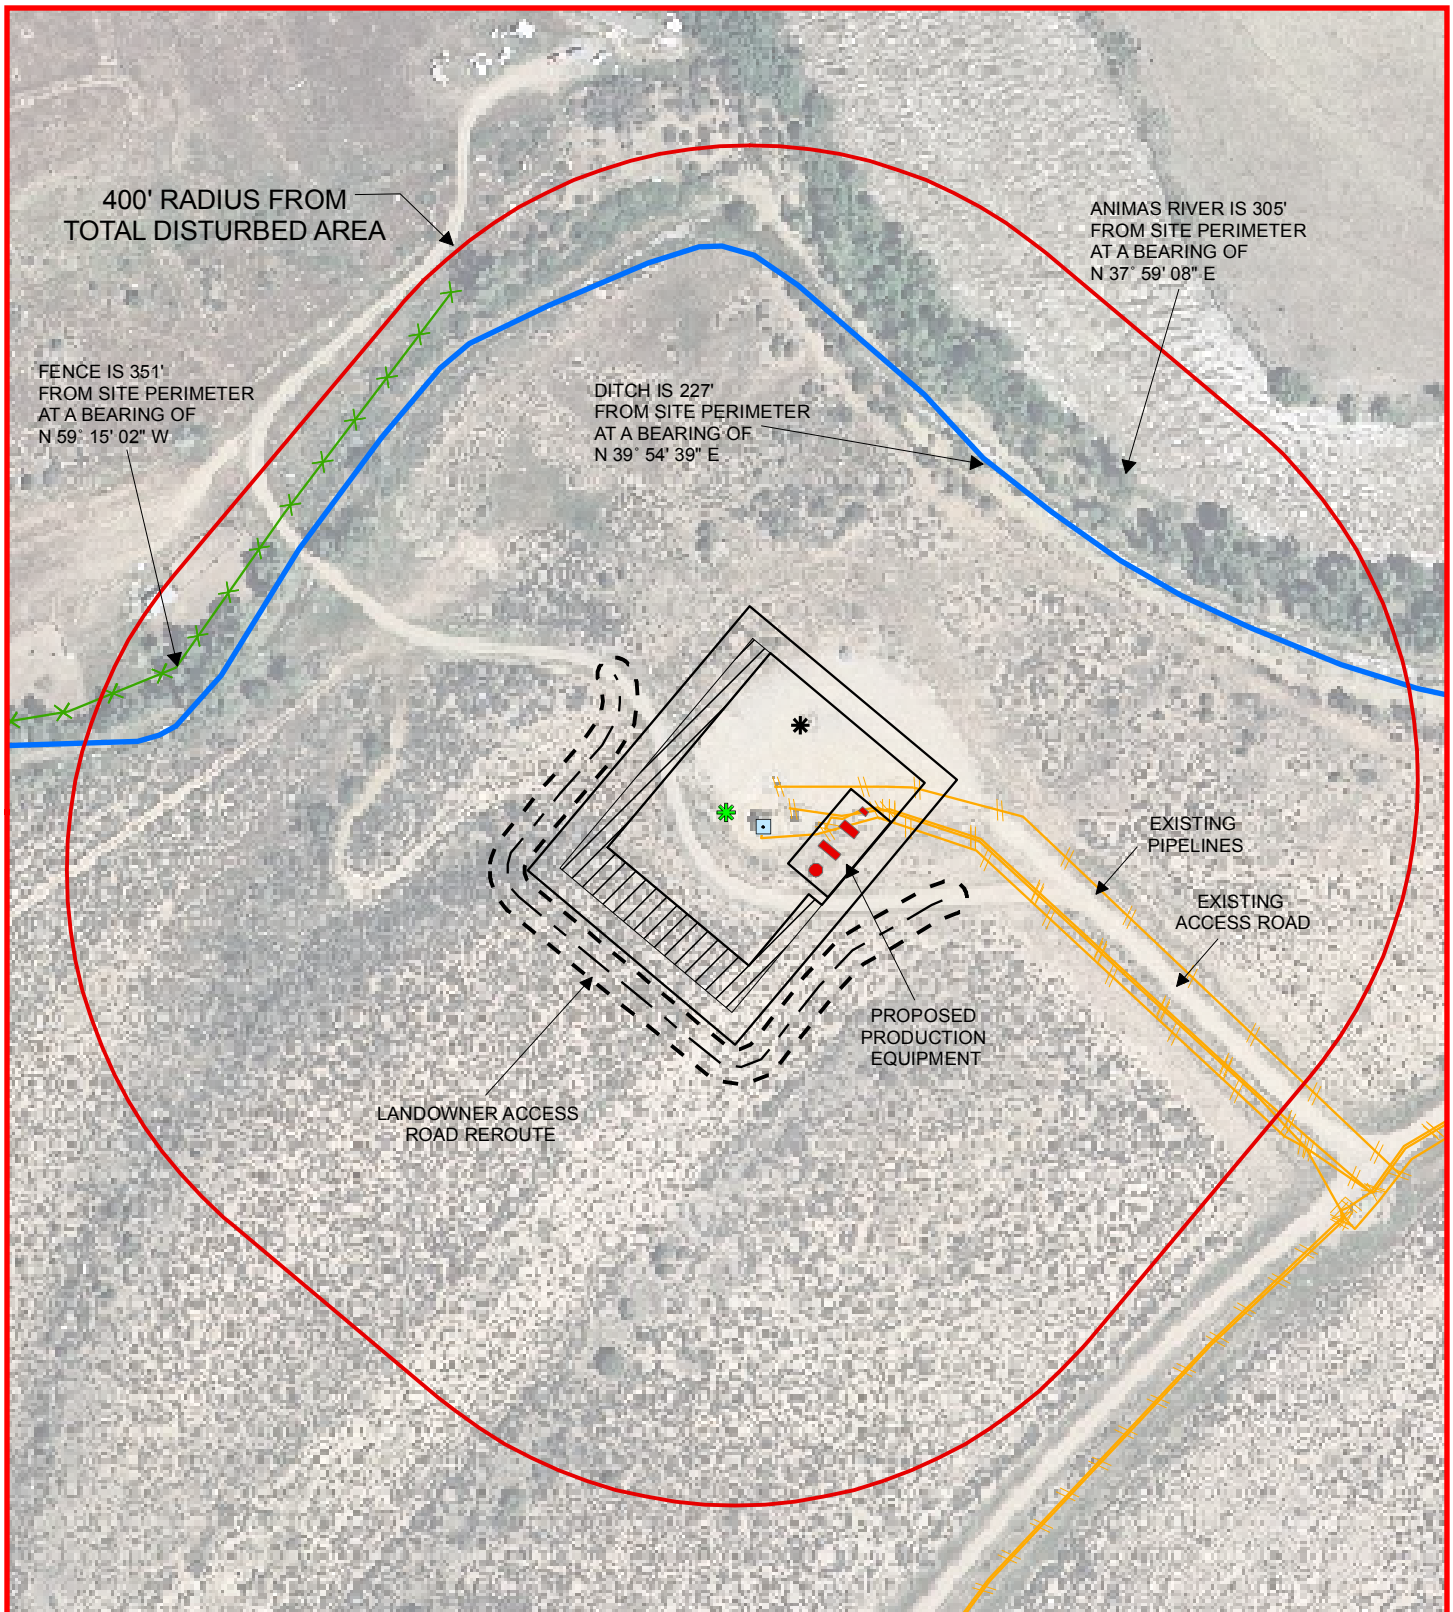 400' RADIUS FROM
TOTAL DISTURBED AREA
ANIMAS RIVER IS 305'
FROM SITE PERIMETER
AT A BEARING OF
N 37° 59' 08" E
FENCE IS 351'
FROM SITE PERIMETER
AT A BEARING OF
N 59° 15' 02" W
DITCH IS 227'
FROM SITE PERIMETER
AT A BEARING OF
N 39° 54' 39" E
EXISTING
PIPELINES
EXISTING
ACCESS ROAD
PROPOSED
PRODUCTION
EQUIPMENT
LANDOWNER ACCESS
ROAD REROUTE